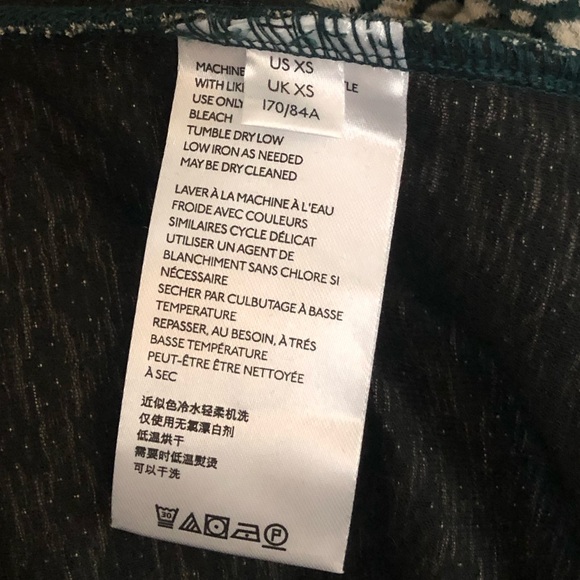 US XS
UK XS
170/84A
MACHINE
WITH
USE ONLY
BLEACH
TUMBLE DRY LOW
LOW IRON AS NEEDED
MAY BE DRY CLEANED
LAVER À LA MACHINE À L'EAU
FROIDE AVEC COULEURS
SIMILAIRES CYCLE DÉLICAT
UTILISER UN AGENT DE
BLANCHIMENT SANS CHLORE SI
NÉCESSAIRE
SECHER PAR CULBUTAGE À BASSE
TEMPERATURE
REPASSER, AU BESOIN, À TRÉS
BASSE TEMPÉRATURE
PEUT-ÊTRE ÊTRE NETTOYÉE
À SEC
近似色冷水轻柔机洗
仅使用无氯漂白剂
低温烘干
需要时低温熨烫
可以干洗
30
P